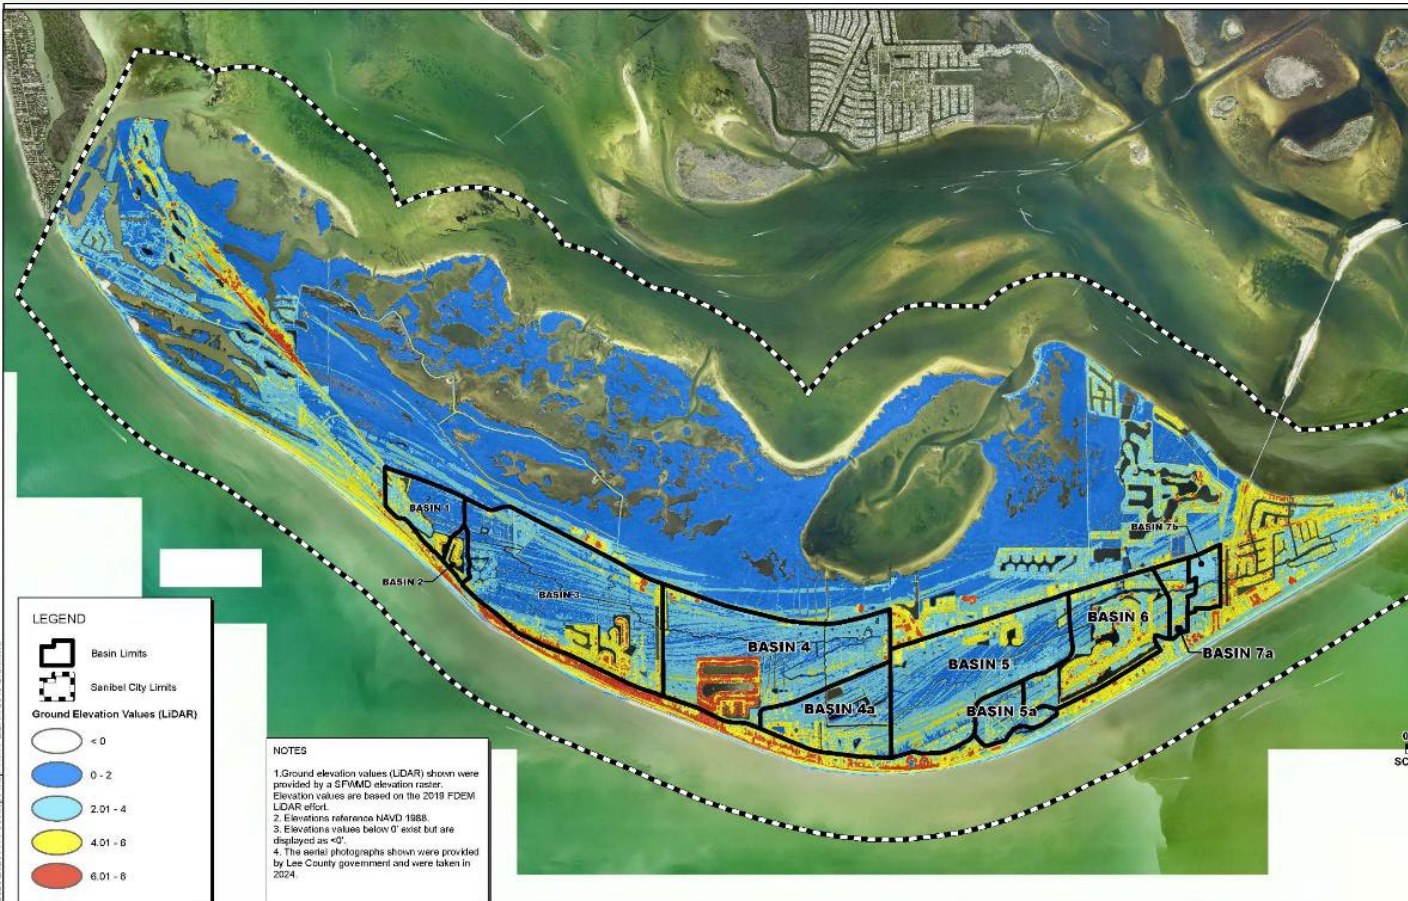 BASIN 1
BASIN 2
BASIN 3
BASIN 4
BASIN 4a
BASIN 5
BASIN 5a
BASIN 6
BASIN 7b
BASIN 7a
LEGEND
Basin Limits
Sanibel City Limits
Ground Elevation Values (LiDAR)
< 0
0 - 2
2.01 - 4
4.01 - 6
6.01 - 8
NOTES
1.Ground elevation values (LiDAR) shown were
provided by a SFWMD elevation raster.
Elevation values are based on the 2019 FDEM
LiDAR effort.
2. Elevations reference NAVD 1988.
3. Elevations values below 0' exist but are
displayed as <0'.
4. The aerial photographs shown were provided
by Lee County government and were taken in
2024.
0
SC